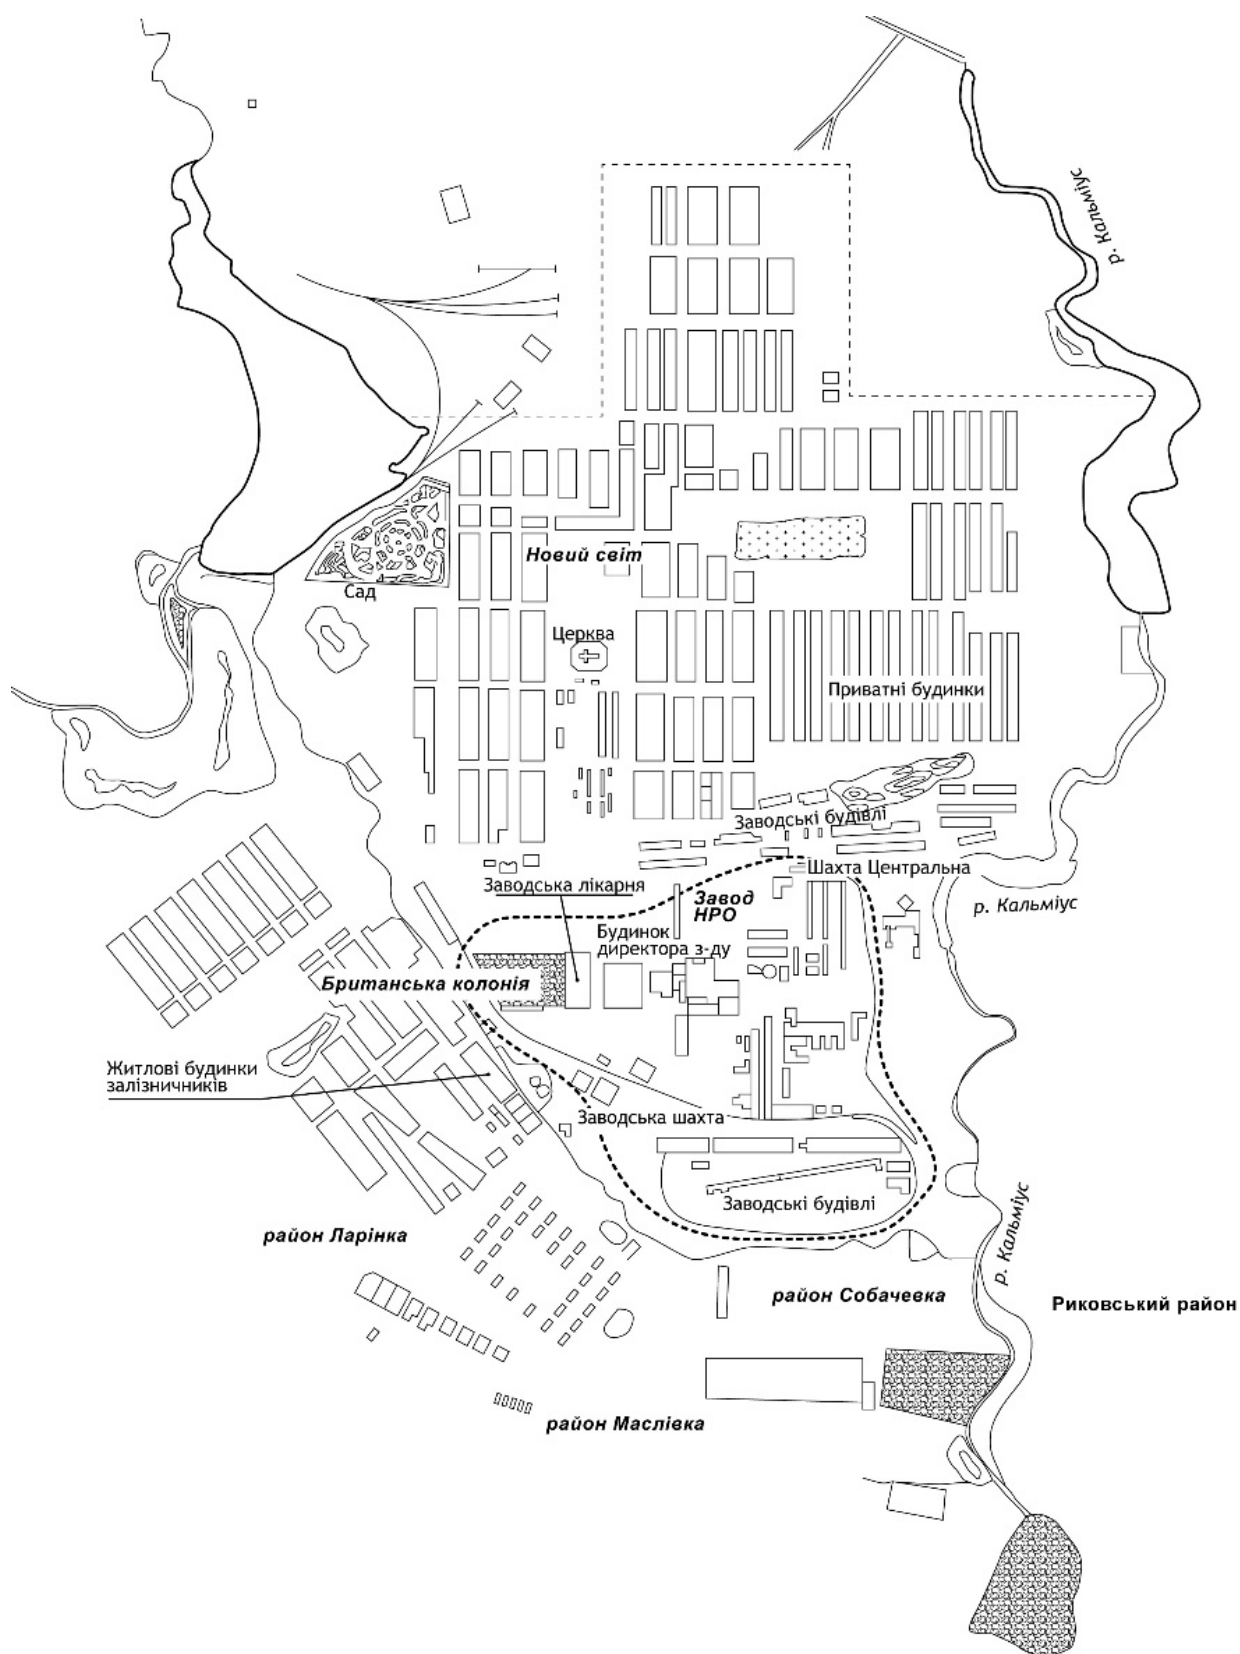 р. Кальміус
Новий світ
Сад
Церква
Приватні будинки
Заводські будівлі
Шахта Центральна
Заводська лікарня
Завод
НРО
р. Кальміус
Будинок
директора з-ду
Британська колонія
Житлові будинки
залізничників
Заводська шахта
Заводські будівлі
р. Кальміус
район Ларінка
район Собачевка
Риковський район
район Маслівка